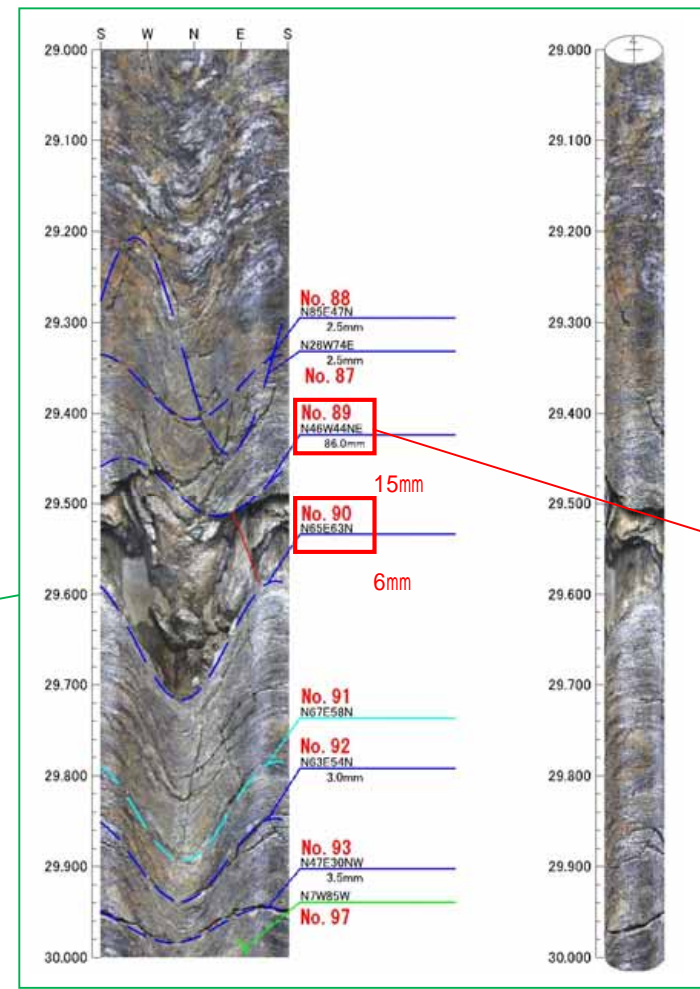 S W N E S
29.000
29.100
29.200
29.300
29.400
29.500
29.600
29.700
29.800
29.900
30.000
No. 88
N85E47N
2.5mm
N26W74E
2.5mm
No. 87
No. 89
N46W44NE
86.0mm
15mm
No. 90
N65E63N
6mm
No. 91
N67E58N
No. 92
N63E54N
3.0mm
No. 93
N47E30NW
3.5mm
N7W85W
No. 97
29.000
29.100
29.200
29.300
29.400
29.500
29.600
29.700
29.800
29.900
30.000